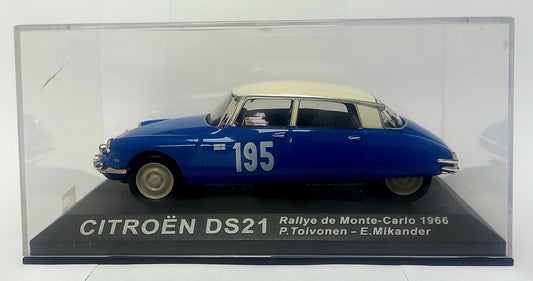 195
CITROËN DS21
Rallye de Monte-Carlo 1966
P.Toivonen – E.Mikander